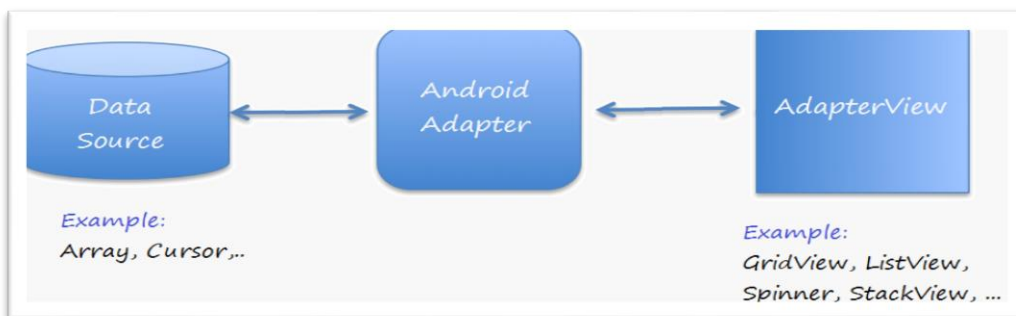 Data
Source
Android
Adapter
AdapterView
Example:
Array, Cursor,..
Example:
GridView, ListView,
Spinner, StackView, ...